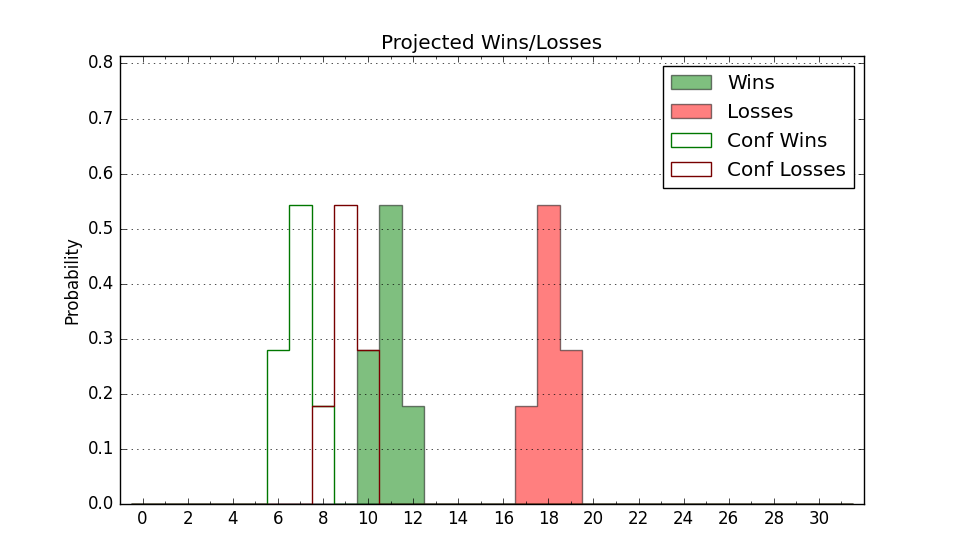 Projected Wins/Losses
0.8
0.7
0.6
0.5
0.4
0.3
0.2
0.1
0.0
Probability
Wins
Losses
Conf Wins
Conf Losses
0 2 4 6 8 10 12 14 16 18 20 22 24 26 28 30